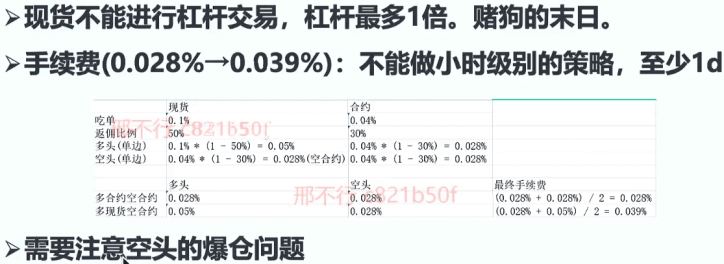 ➢现货不能进行杠杆交易，杠杆最多1倍。赌狗的末日。
➢手续费(0.028%→0.039%)：不能做小时级别的策略，至少1d
现货 合约
吃单 0.1% 0.04%
返佣比例 50% 30%
多头(单边) 0.1% * (1 - 50%) = 0.05% 0.04% * (1 - 30%) = 0.028%
空头(单边) 0.04% * (1 - 30%) = 0.028%(空合约) 0.04% * (1 - 30%) = 0.028%
多头 空头 最终手续费
多合约空合约 0.028% 0.028% (0.028% + 0.028%) / 2 = 0.028%
多现货空合约 0.05% 0.028% (0.028% + 0.05%) / 2 = 0.039%
邢不行 z821b50f
邢不行 c821b50f
➢需要注意空头的爆仓问题